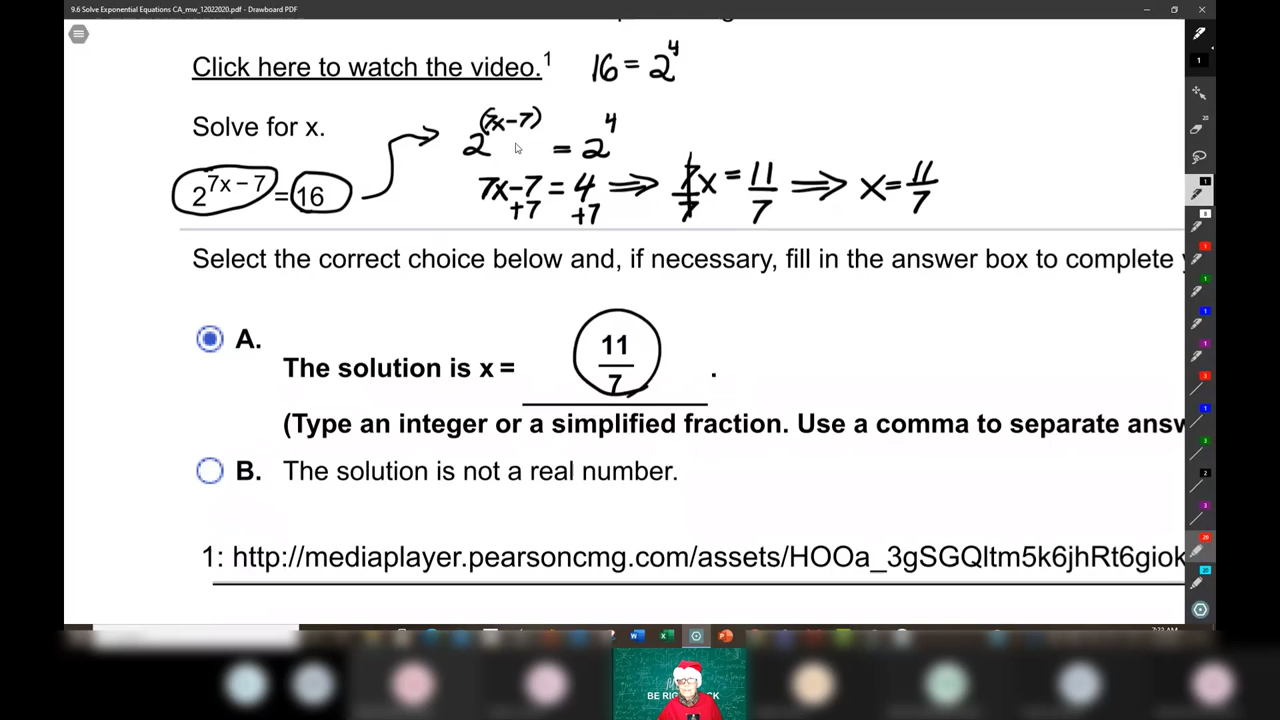 9.6 Solve Exponential Equations CA_mw_12022020.pdf - Drawboard PDF
Click here to watch the video.¹ 16 = 2⁴
Solve for x.
2^(7x−7) = 2⁴
2^(7x − 7) = 16
7x−7 = 4 ⟹ 7x/7 = 11/7 ⟹ x = 11/7
+7 +7
Select the correct choice below and, if necessary, fill in the answer box to complete
A.
The solution is x = 11/7 .
(Type an integer or a simplified fraction. Use a comma to separate answ
B. The solution is not a real number.
1: http://mediaplayer.pearsoncmg.com/assets/HOOa_3gSGQltm5k6jhRt6giok